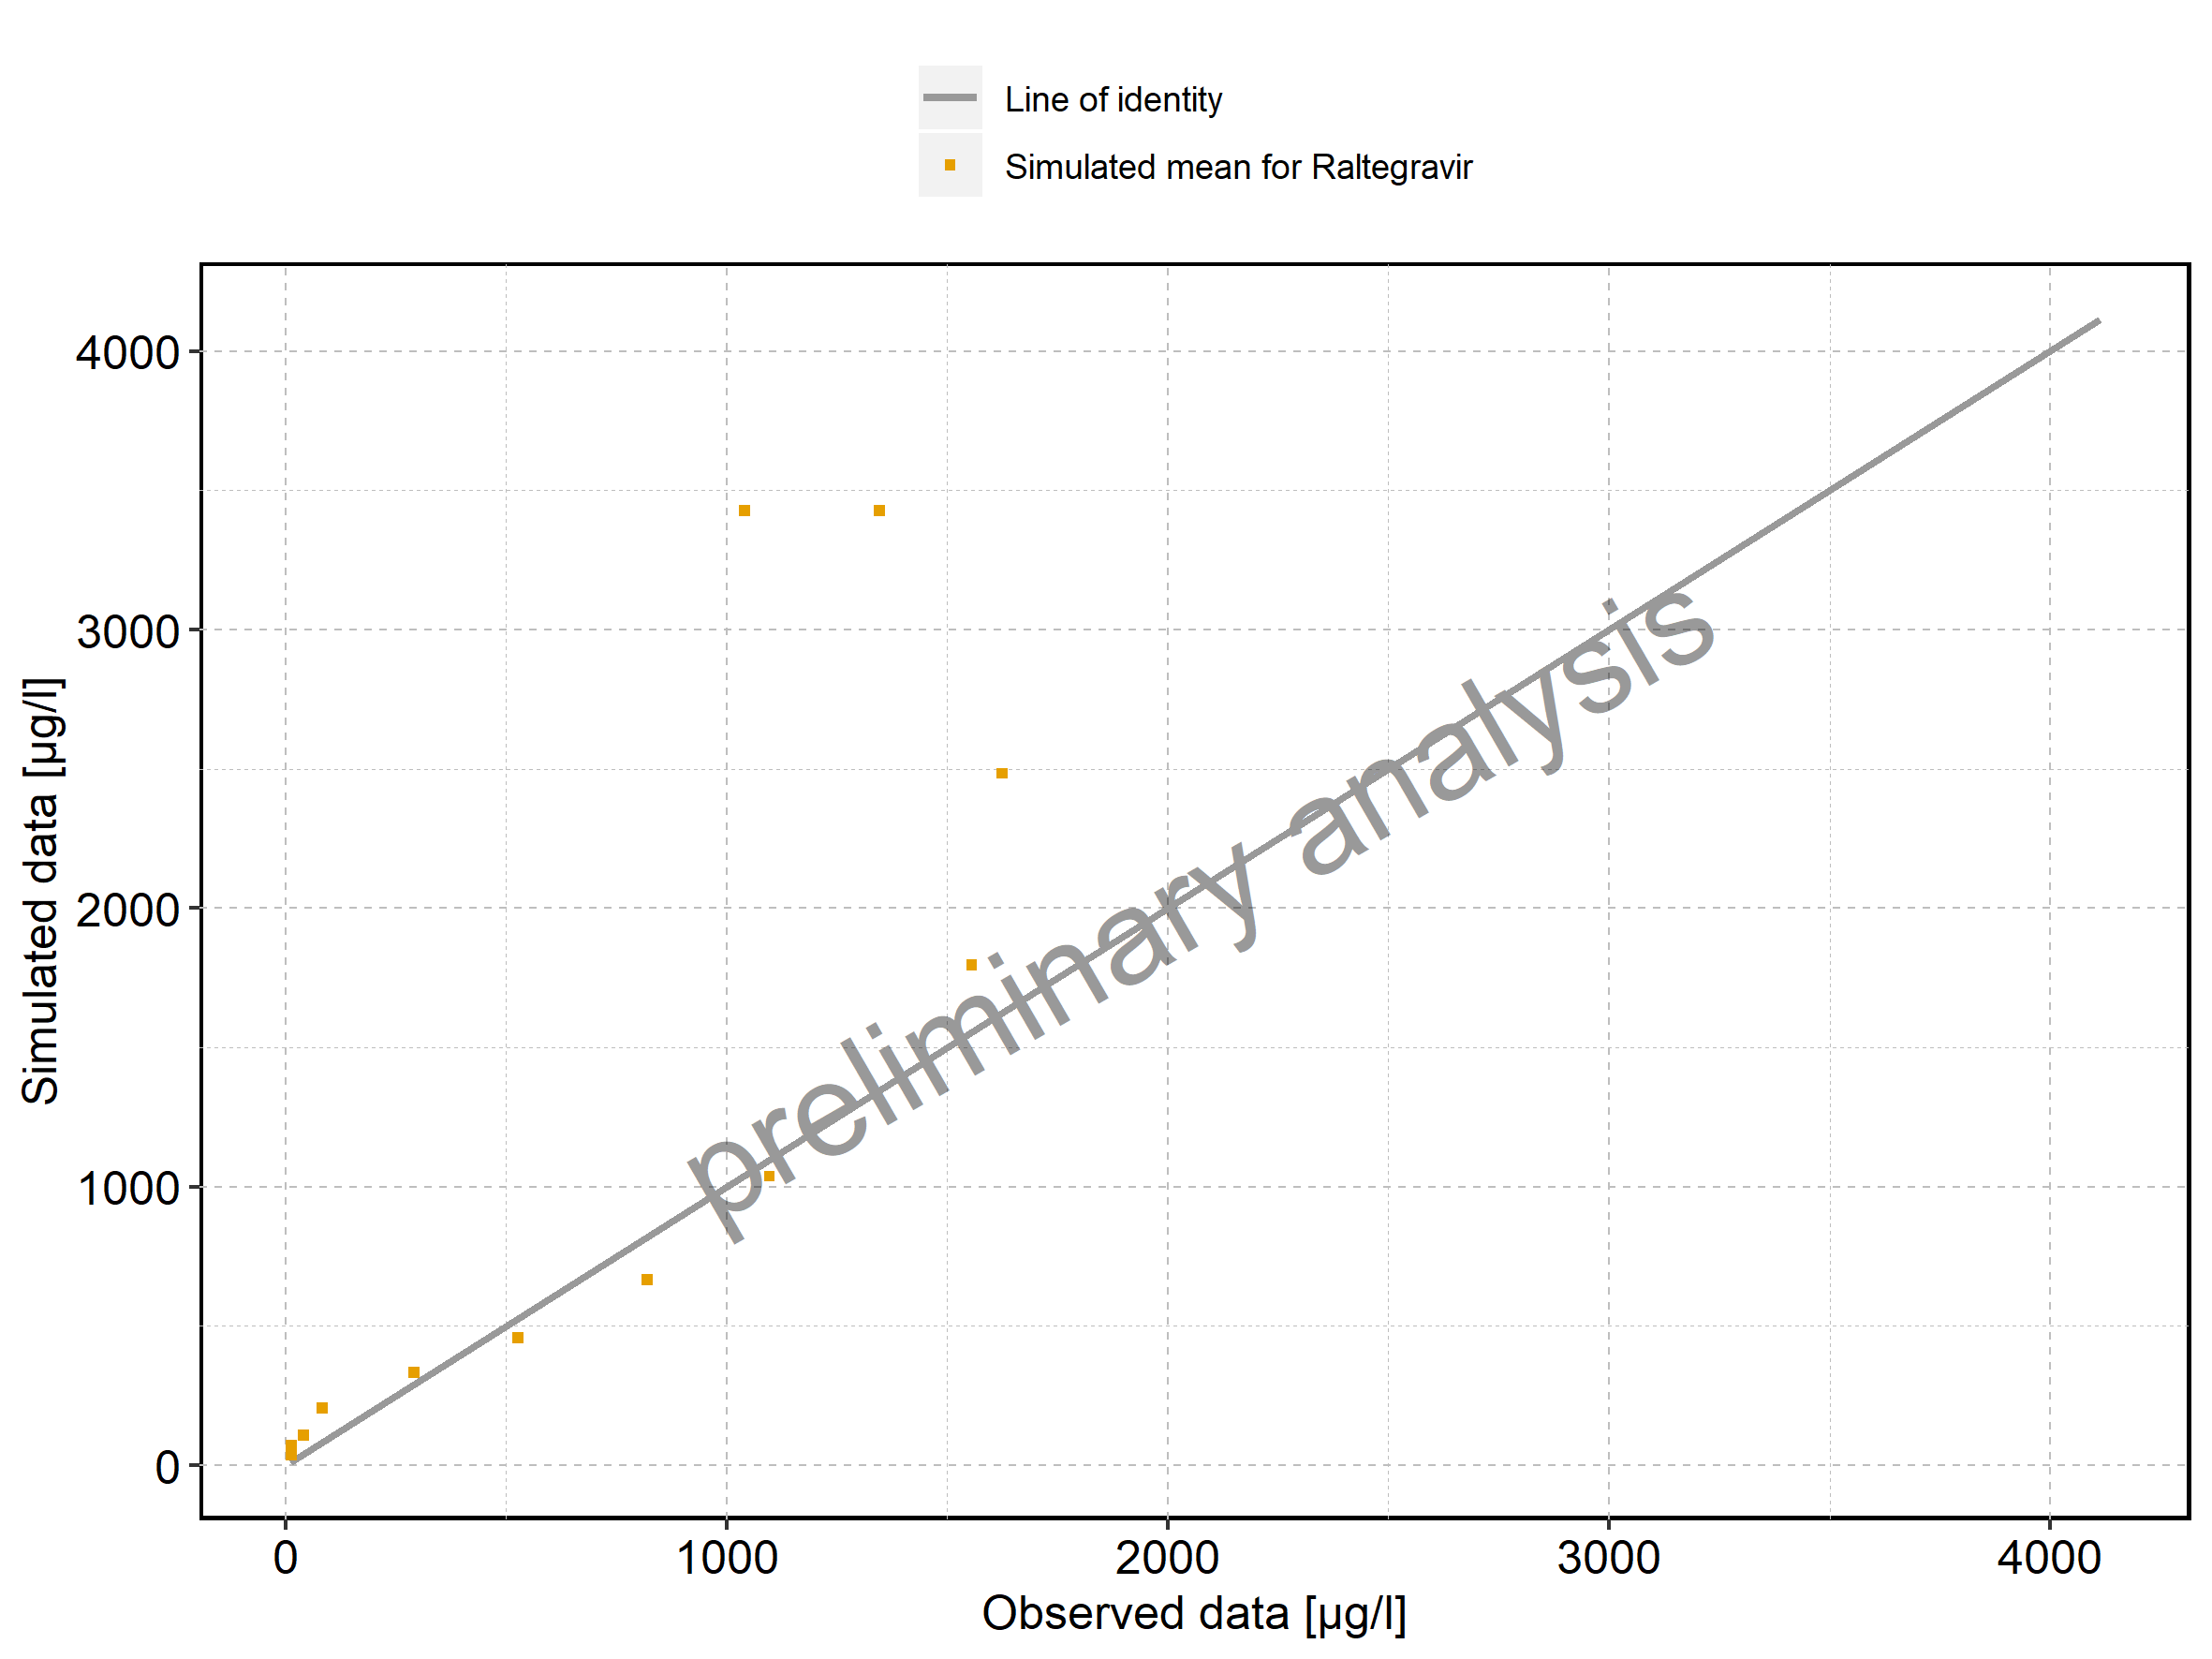 Line of identity
Simulated mean for Raltegravir
4000
3000
2000
1000
0
Simulated data [µg/l]
preliminary analysis
0 1000 2000 3000 4000
Observed data [µg/l]